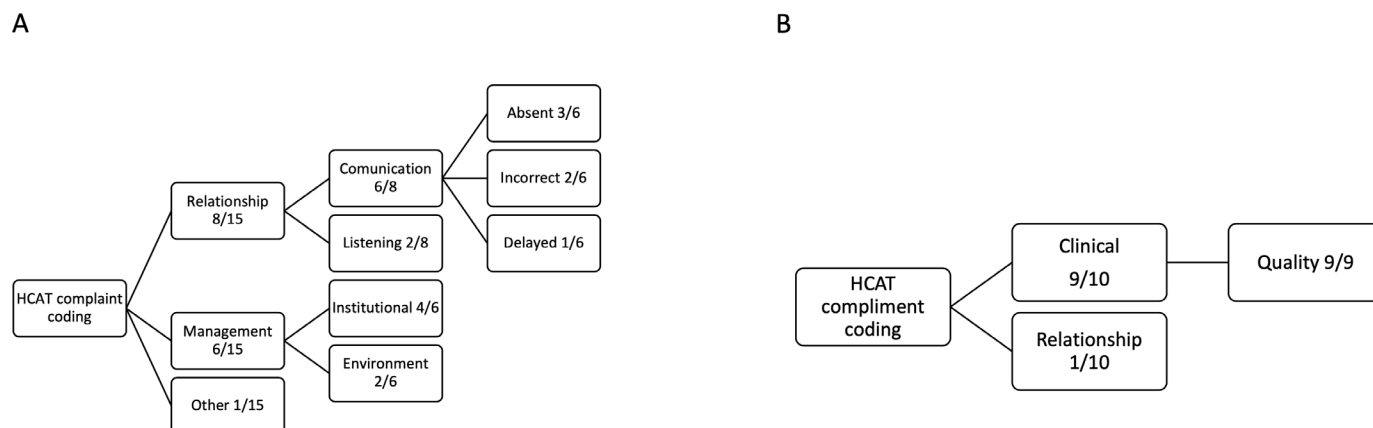 A
B
Absent 3/6
Comunication
6/8
Incorrect 2/6
Relationship
8/15
Listening 2/8
Delayed 1/6
HCAT complaint
coding
Institutional 4/6
Management
6/15
Environment
2/6
Other 1/15
HCAT
compliment
coding
Clinical
9/10
Quality 9/9
Relationship
1/10